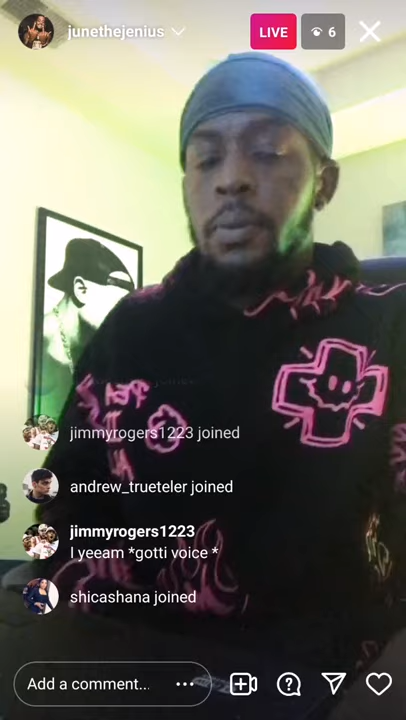 junethejenius
LIVE
6
jimmyrogers1223 joined
andrew_trueteler joined
jimmyrogers1223
I yeeam *gotti voice *
shicashana joined
Add a comment...